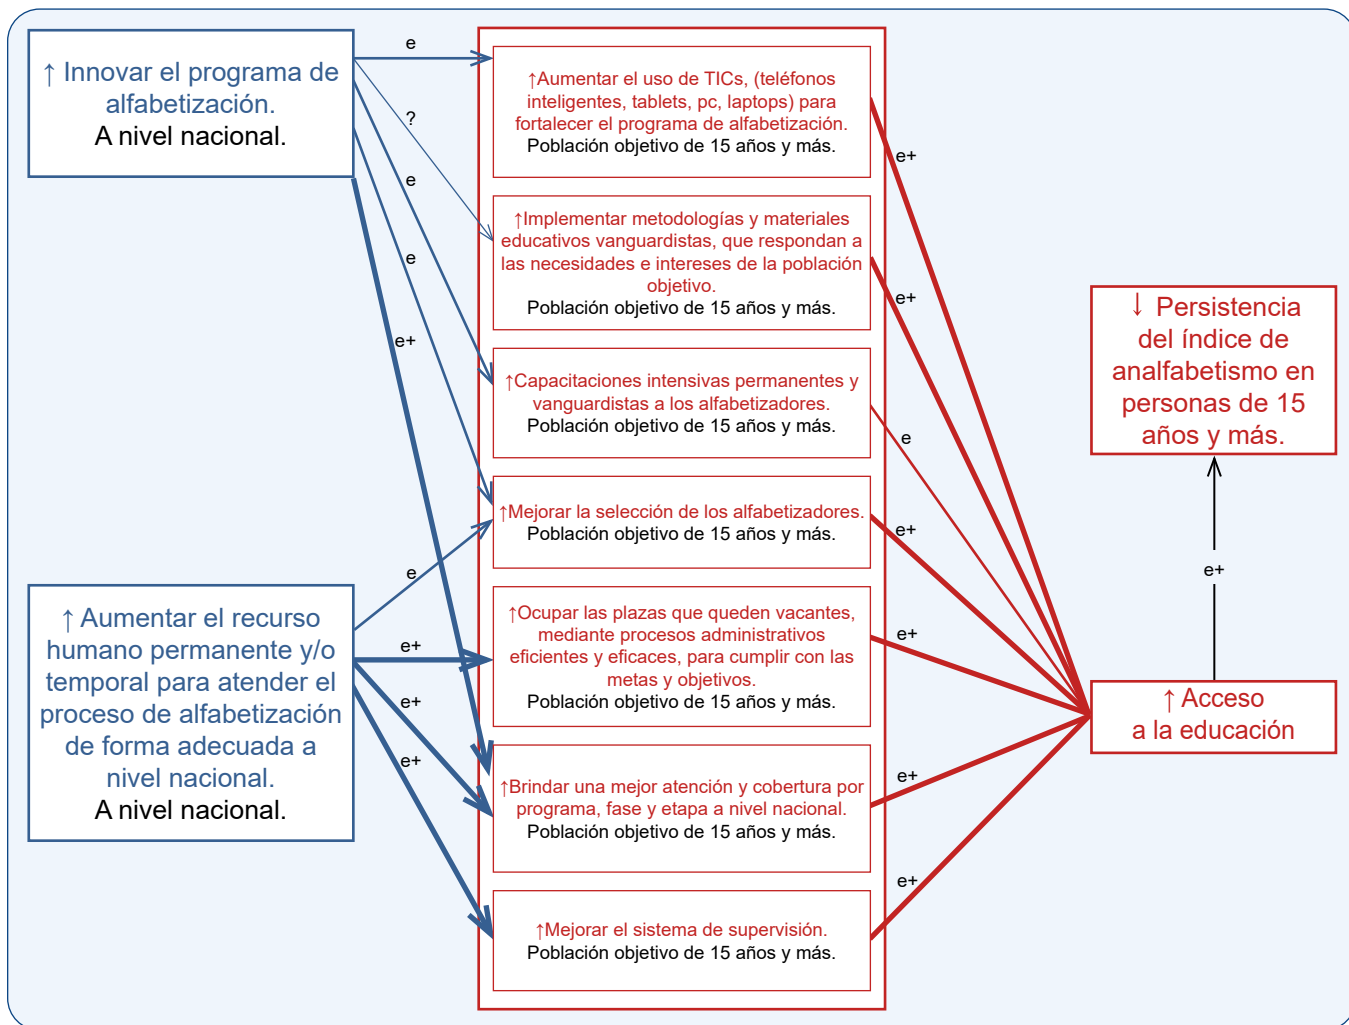 ↑ Innovar el programa de
alfabetización.
A nivel nacional.
↑ Aumentar el recurso
humano permanente y/o
temporal para atender el
proceso de alfabetización
de forma adecuada a
nivel nacional.
A nivel nacional.
e
?
e
e
e+
e
e+
e+
e+
↑Aumentar el uso de TICs, (teléfonos
inteligentes, tablets, pc, laptops) para
fortalecer el programa de alfabetización.
Población objetivo de 15 años y más.
↑Implementar metodologías y materiales
educativos vanguardistas, que respondan a
las necesidades e intereses de la población
objetivo.
Población objetivo de 15 años y más.
↑Capacitaciones intensivas permanentes y
vanguardistas a los alfabetizadores.
Población objetivo de 15 años y más.
↑Mejorar la selección de los alfabetizadores.
Población objetivo de 15 años y más.
↑Ocupar las plazas que queden vacantes,
mediante procesos administrativos
eficientes y eficaces, para cumplir con las
metas y objetivos.
Población objetivo de 15 años y más.
↑Brindar una mejor atención y cobertura por
programa, fase y etapa a nivel nacional.
Población objetivo de 15 años y más.
↑Mejorar el sistema de supervisión.
Población objetivo de 15 años y más.
e+
e+
e
e+
e+
e+
e+
↓ Persistencia
del índice de
analfabetismo en
personas de 15
años y más.
e+
↑ Acceso
a la educación